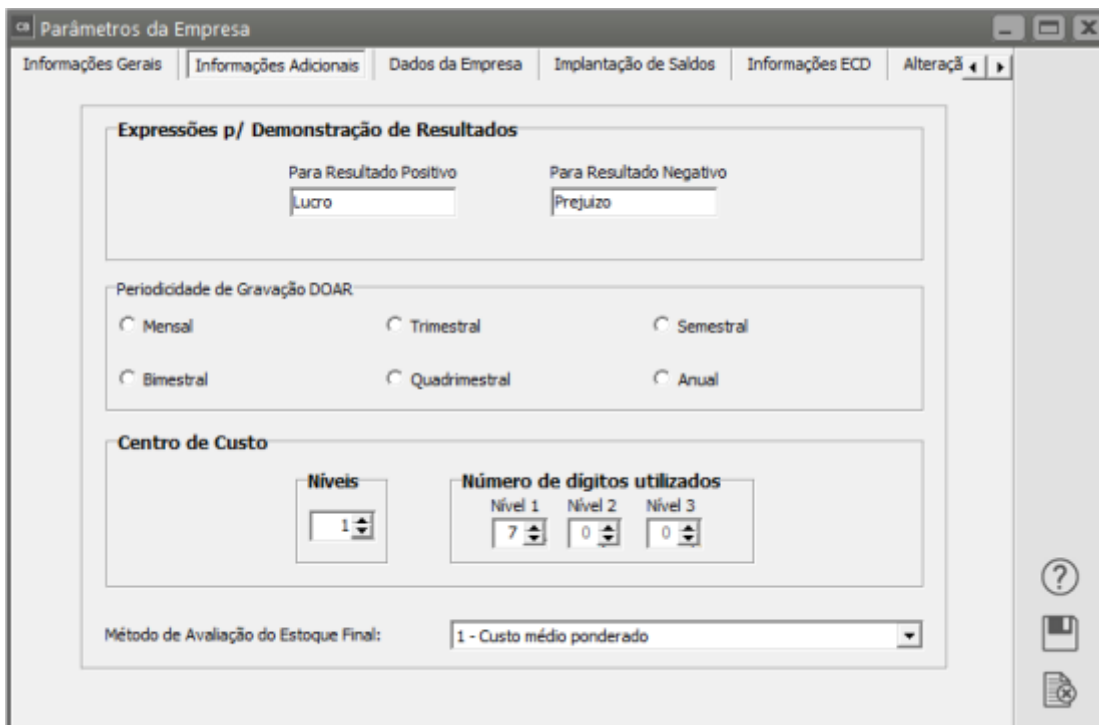 CB Parâmetros da Empresa
Informações Gerais Informações Adicionais Dados da Empresa Implantação de Saldos Informações ECD Alteraçã
Expressões p/ Demonstração de Resultados
Para Resultado Positivo Para Resultado Negativo
Lucro Prejuizo
Periodicidade de Gravação DOAR
Mensal Trimestral Semestral
Bimestral Quadrimestral Anual
Centro de Custo
Níveis Número de dígitos utilizados
Nível 1 Nível 2 Nível 3
1 7 0 0
Método de Avaliação do Estoque Final: 1 - Custo médio ponderado
?